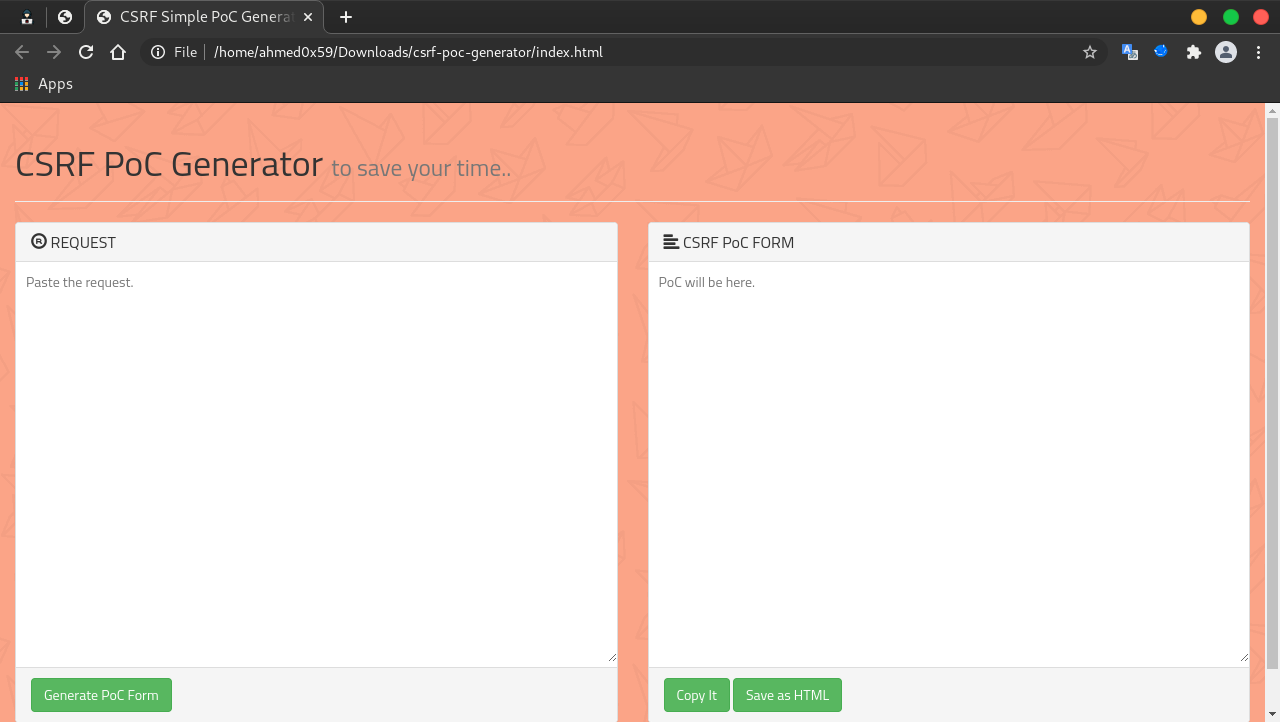 CSRF Simple PoC Genera
File
/home/ahmed0x59/Downloads/csrf-poc-generator/index.html
Apps
CSRF PoC Generator to save your time..
REQUEST
Paste the request.
Generate PoC Form
CSRF PoC FORM
PoC will be here.
Copy It
Save as HTML